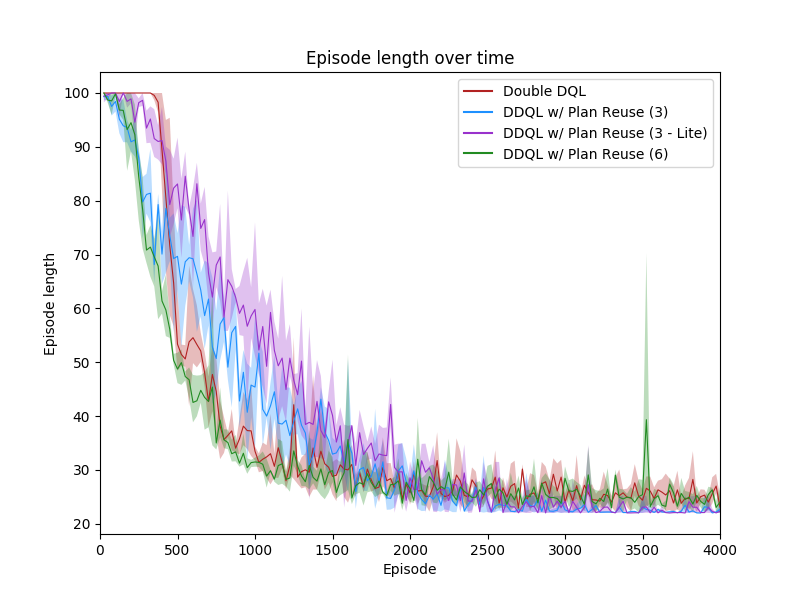 Episode length over time
Double DQL
DDQL w/ Plan Reuse (3)
DDQL w/ Plan Reuse (3 - Lite)
DDQL w/ Plan Reuse (6)
Episode length
100
90
80
70
60
50
40
30
20
0 500 1000 1500 2000 2500 3000 3500 4000
Episode